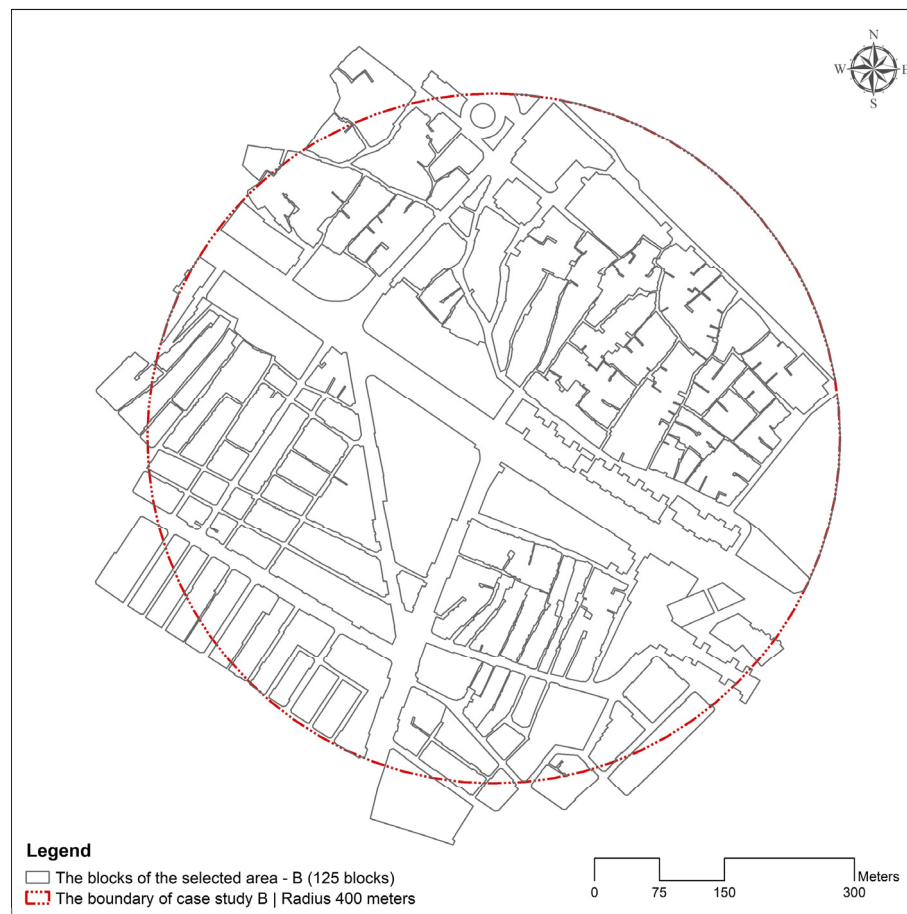 N
W E
S
Legend
The blocks of the selected area - B (125 blocks)
The boundary of case study B | Radius 400 meters
Meters
0 75 150 300